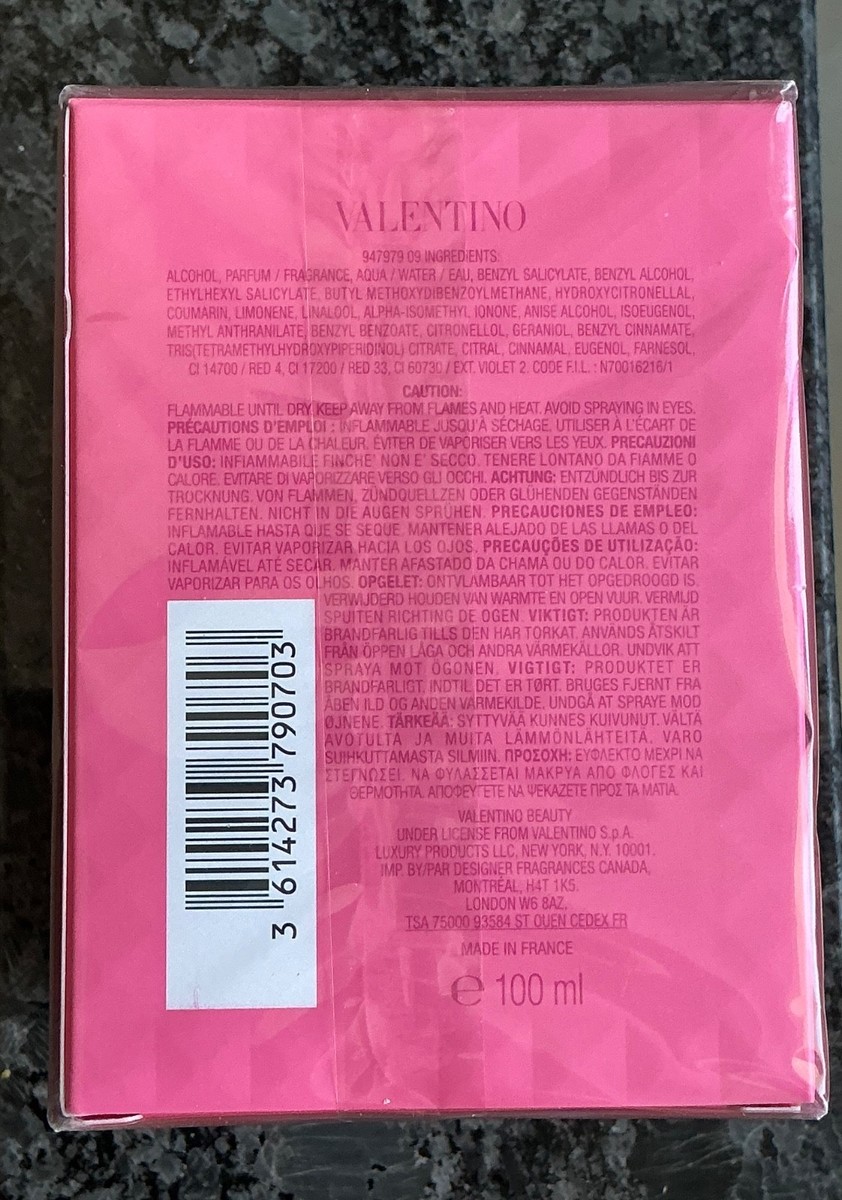 VALENTINO
947979 09 INGREDIENTS:
ALCOHOL, PARFUM / FRAGRANCE, AQUA / WATER / EAU, BENZYL SALICYLATE, BENZYL ALCOHOL,
ETHYLHEXYL SALICYLATE, BUTYL METHOXYDIBENZOYLMETHANE, HYDROXYCITRONELLAL,
COUMARIN, LIMONENE, LINALOOL, ALPHA-ISOMETHYL IONONE, ANISE ALCOHOL, ISOEUGENOL,
METHYL ANTHRANILATE, BENZYL BENZOATE, CITRONELLOL, GERANIOL, BENZYL CINNAMATE,
TRIS(TETRAMETHYLHYDROXYPIPERIDINOL) CITRATE, CITRAL, CINNAMAL, EUGENOL, FARNESOL,
CI 14700 / RED 4, CI 17200 / RED 33, CI 60730 / EXT. VIOLET 2. CODE F.I.L. : N70016216/1
CAUTION:
FLAMMABLE UNTIL DRY. KEEP AWAY FROM FLAMES AND HEAT. AVOID SPRAYING IN EYES.
PRÉCAUTIONS D'EMPLOI : INFLAMMABLE JUSQU'À SÉCHAGE. UTILISER À L'ÉCART DE
LA FLAMME OU DE LA CHALEUR. ÉVITER DE VAPORISER VERS LES YEUX. PRECAUZIONI
D'USO: INFIAMMABILE FINCHE' NON E' SECCO. TENERE LONTANO DA FIAMME O
CALORE. EVITARE DI VAPORIZZARE VERSO GLI OCCHI. ACHTUNG: ENTZÜNDLICH BIS ZUR
TROCKNUNG. VON FLAMMEN, ZÜNDQUELLZEN ODER GLÜHENDEN GEGENSTÄNDEN
FERNHALTEN. NICHT IN DIE AUGEN SPRÜHEN. PRECAUCIONES DE EMPLEO:
INFLAMABLE HASTA QUE SE SEQUE. MANTENER ALEJADO DE LAS LLAMAS O DEL
CALOR. EVITAR VAPORIZAR HACIA LOS OJOS. PRECAUÇÕES DE UTILIZAÇÃO:
INFLAMÁVEL ATÉ SECAR. MANTER AFASTADO DA CHAMA OU DO CALOR. EVITAR
VAPORIZAR PARA OS OLHOS. OPGELET: ONTVLAMBAAR TOT HET OPGEDROOGD IS.
VERWIJDERD HOUDEN VAN WARMTE EN OPEN VUUR. VERMIJD
SPUITEN RICHTING DE OGEN. VIKTIGT: PRODUKTEN ÄR
BRANDFARLIG TILLS DEN HAR TORKAT. ANVÄNDS ÅTSKILT
FRÅN ÖPPEN LÅGA OCH ANDRA VÄRMEKÄLLOR. UNDVIK ATT
SPRAYA MOT ÖGONEN. VIGTIGT: PRODUKTET ER
BRANDFARLIGT, INDTIL DET ER TØRT. BRUGES FJERNT FRA
ÅBEN ILD OG ANDEN VARMEKILDE. UNDGÅ AT SPRAYE MOD
ØJNENE. TÄRKEÄÄ: SYTTYVÄÄ KUNNES KUIVUNUT. VÄLTÄ
AVOTULTA JA MUITA LÄMMÖNLÄHTEITÄ. VARO
SUIHKUTTAMASTA SILMIIN. ΠΡΟΣΟΧΗ: ΕΥΦΛΕΚΤΟ ΜΕΧΡΙ ΝΑ
ΣΤΕΓΝΩΣΕΙ. ΝΑ ΦΥΛΑΣΣΕΤΑΙ ΜΑΚΡΥΑ ΑΠΟ ΦΛΟΓΕΣ ΚΑΙ
ΘΕΡΜΟΤΗΤΑ. ΑΠΟΦΕΥΓΕΤΕ ΝΑ ΨΕΚΑΖΕΤΕ ΠΡΟΣ ΤΑ ΜΑΤΙΑ.
3 614273 790703
VALENTINO BEAUTY
UNDER LICENSE FROM VALENTINO S.p.A.
LUXURY PRODUCTS LLC, NEW YORK, N.Y. 10001.
IMP. BY/PAR DESIGNER FRAGRANCES CANADA,
MONTRÉAL, H4T 1K5.
LONDON W6 8AZ.
TSA 75000 93584 ST OUEN CEDEX FR
MADE IN FRANCE
℮ 100 ml